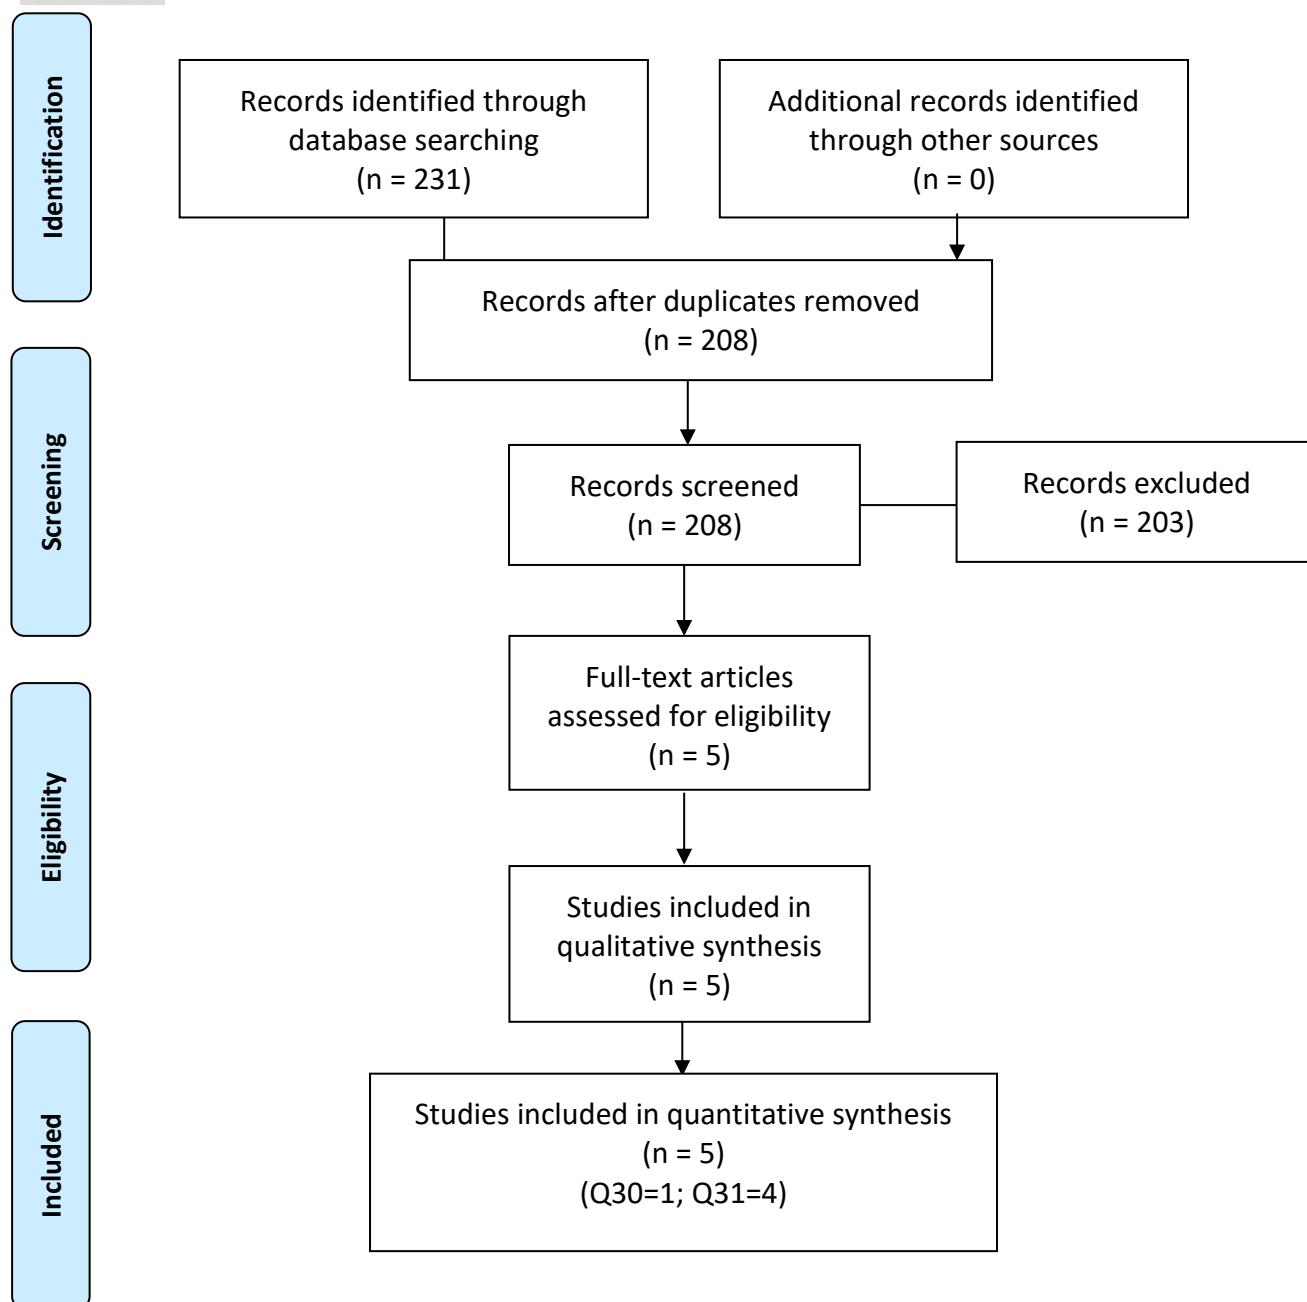 Identification
Records identified through
database searching
(n = 231)
Additional records identified
through other sources
(n = 0)
Records after duplicates removed
(n = 208)
Screening
Records screened
(n = 208)
Records excluded
(n = 203)
Eligibility
Full-text articles
assessed for eligibility
(n = 5)
Studies included in
qualitative synthesis
(n = 5)
Included
Studies included in quantitative synthesis
(n = 5)
(Q30=1; Q31=4)